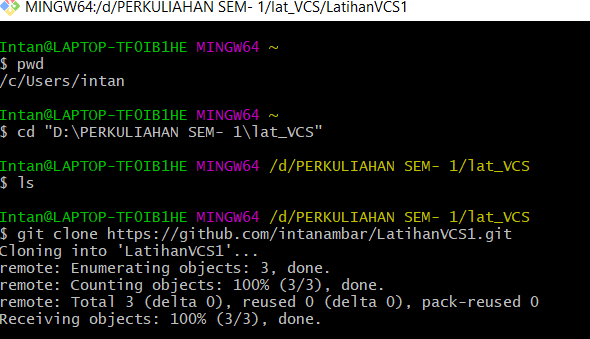 MINGW64:/d/PERKULIAHAN SEM- 1/lat_VCS/LatihanVCS1
Intan@LAPTOP-TF0IB1HE MINGW64 ~
$ pwd
/c/Users/intan
Intan@LAPTOP-TF0IB1HE MINGW64 ~
$ cd "D:\PERKULIAHAN SEM- 1\lat_VCS"
Intan@LAPTOP-TF0IB1HE MINGW64 /d/PERKULIAHAN SEM- 1/lat_VCS
$ ls
Intan@LAPTOP-TF0IB1HE MINGW64 /d/PERKULIAHAN SEM- 1/lat_VCS
$ git clone https://github.com/intanambar/LatihanVCS1.git
Cloning into 'LatihanVCS1'...
remote: Enumerating objects: 3, done.
remote: Counting objects: 100% (3/3), done.
remote: Total 3 (delta 0), reused 0 (delta 0), pack-reused 0
Receiving objects: 100% (3/3), done.